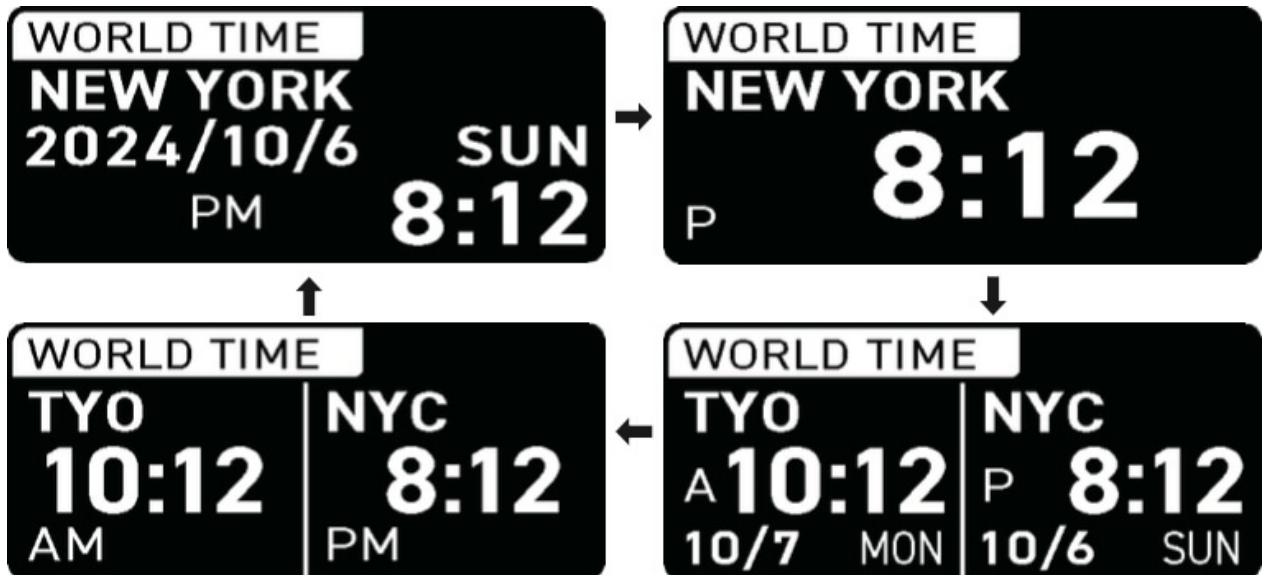 WORLD TIME
NEW YORK
2024/10/6 SUN
PM 8:12
WORLD TIME
NEW YORK
8:12
P
WORLD TIME
TYO NYC
10:12 8:12
AM PM
WORLD TIME
TYO NYC
A 10:12 P 8:12
10/7 MON 10/6 SUN